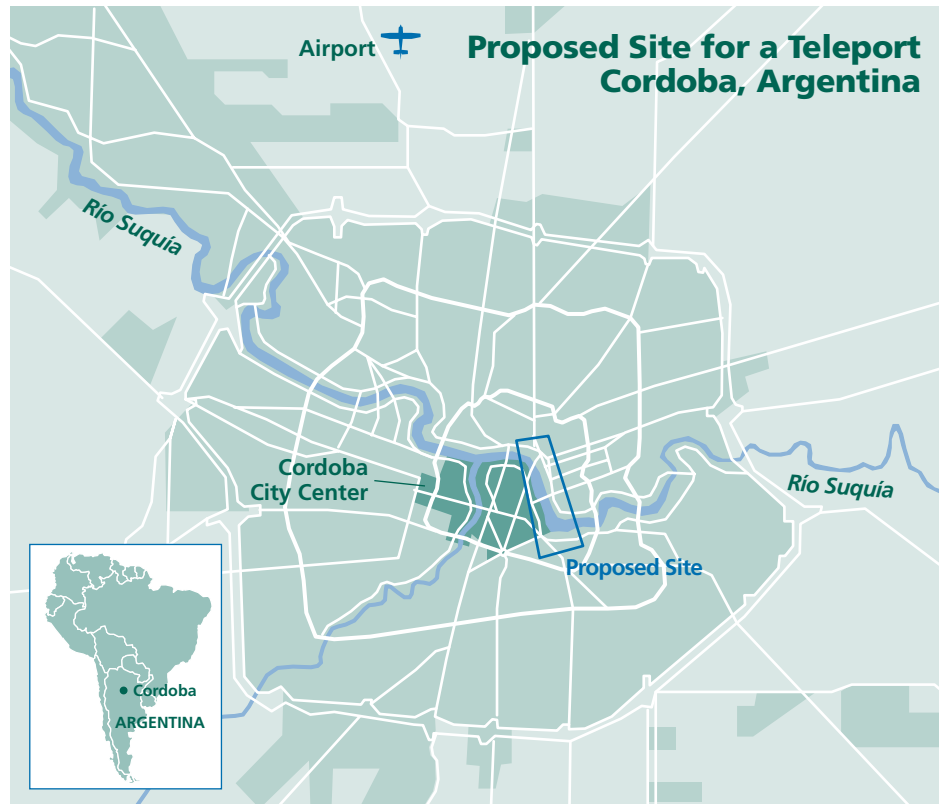 Airport
Proposed Site for a Teleport
Cordoba, Argentina
Río Suquía
Cordoba
City Center
Río Suquía
Proposed Site
Cordoba
ARGENTINA